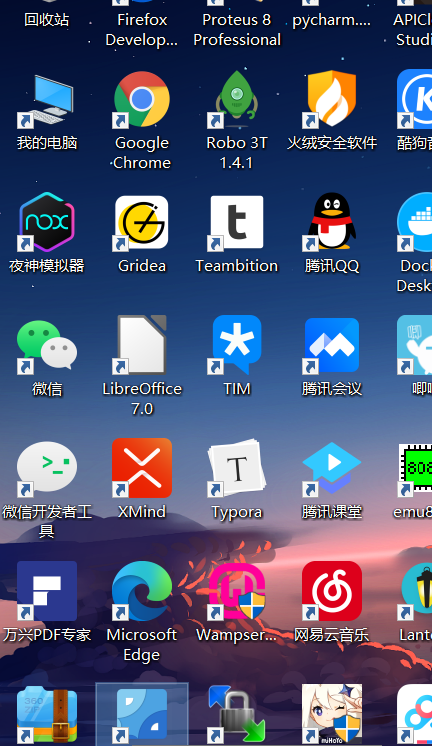 回收站
Firefox
Develop...
Proteus 8
Professional
pycharm....
APICl
Studi
我的电脑
Google
Chrome
Robo 3T
1.4.1
火绒安全软件
酷狗音
nox
夜神模拟器
Gridea
t
Teambition
腾讯QQ
Dock
Desk
微信
LibreOffice
7.0
TIM
腾讯会议
唧
微信开发者工
具
XMind
T
Typora
腾讯课堂
808
emu8
万兴PDF专家
Microsoft
Edge
Wampser...
网易云音乐
Lant
360
ZIP
miHoYo